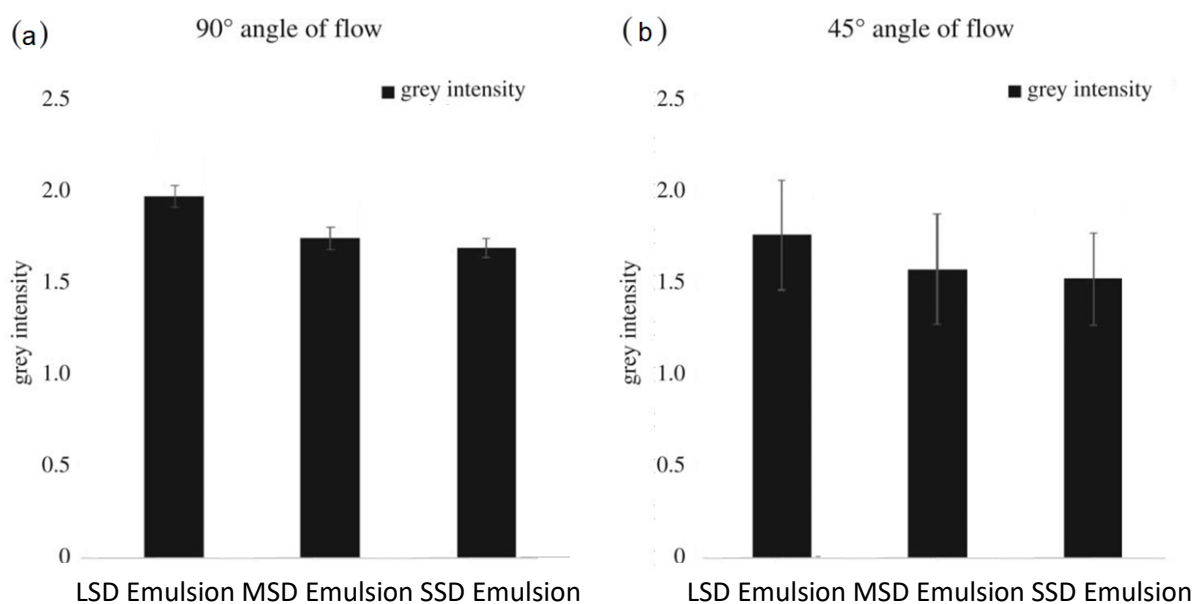 (a)
90° angle of flow
grey intensity
2.5
2.0
1.5
1.0
0.5
0
grey intensity
LSD Emulsion MSD Emulsion SSD Emulsion
(b)
45° angle of flow
grey intensity
2.5
2.0
1.5
1.0
0.5
0
grey intensity
LSD Emulsion MSD Emulsion SSD Emulsion